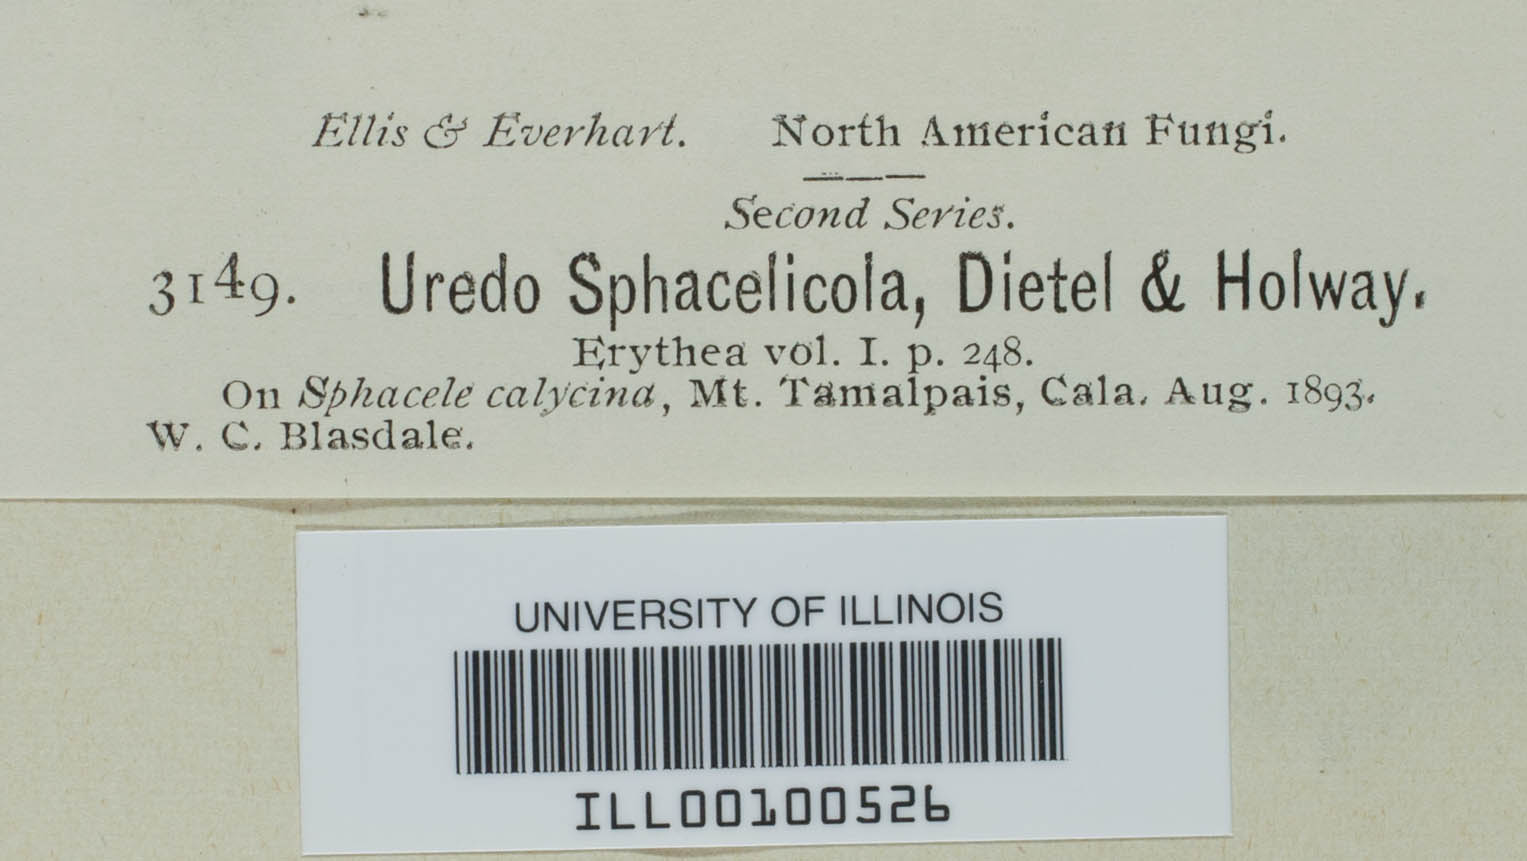 Ellis & Everhart. North American Fungi.
Second Series.
3149. Uredo Sphacelicola, Dietel & Holway.
Erythea vol. I. p. 248.
On Sphacele calycina, Mt. Tamalpais, Cala. Aug. 1893.
W. C. Blasdale.
UNIVERSITY OF ILLINOIS
ILL00100526